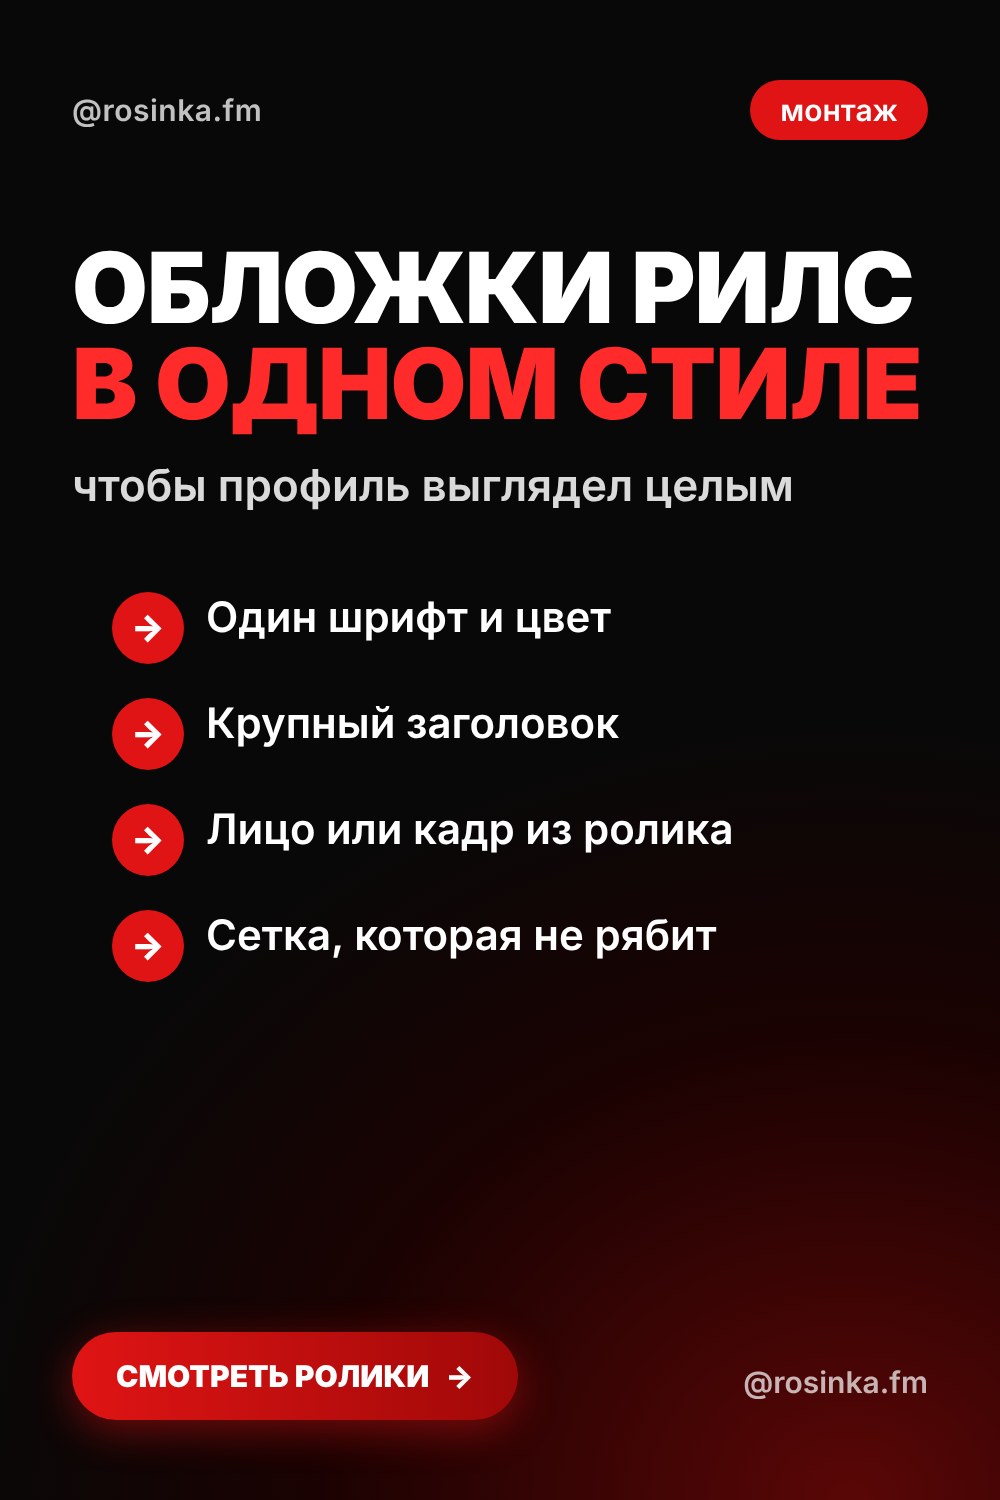 @rosinka.fm
монтаж
ОБЛОЖКИ РИЛС
В ОДНОМ СТИЛЕ
чтобы профиль выглядел целым
→ Один шрифт и цвет
→ Крупный заголовок
→ Лицо или кадр из ролика
→ Сетка, которая не рябит
СМОТРЕТЬ РОЛИКИ →
@rosinka.fm